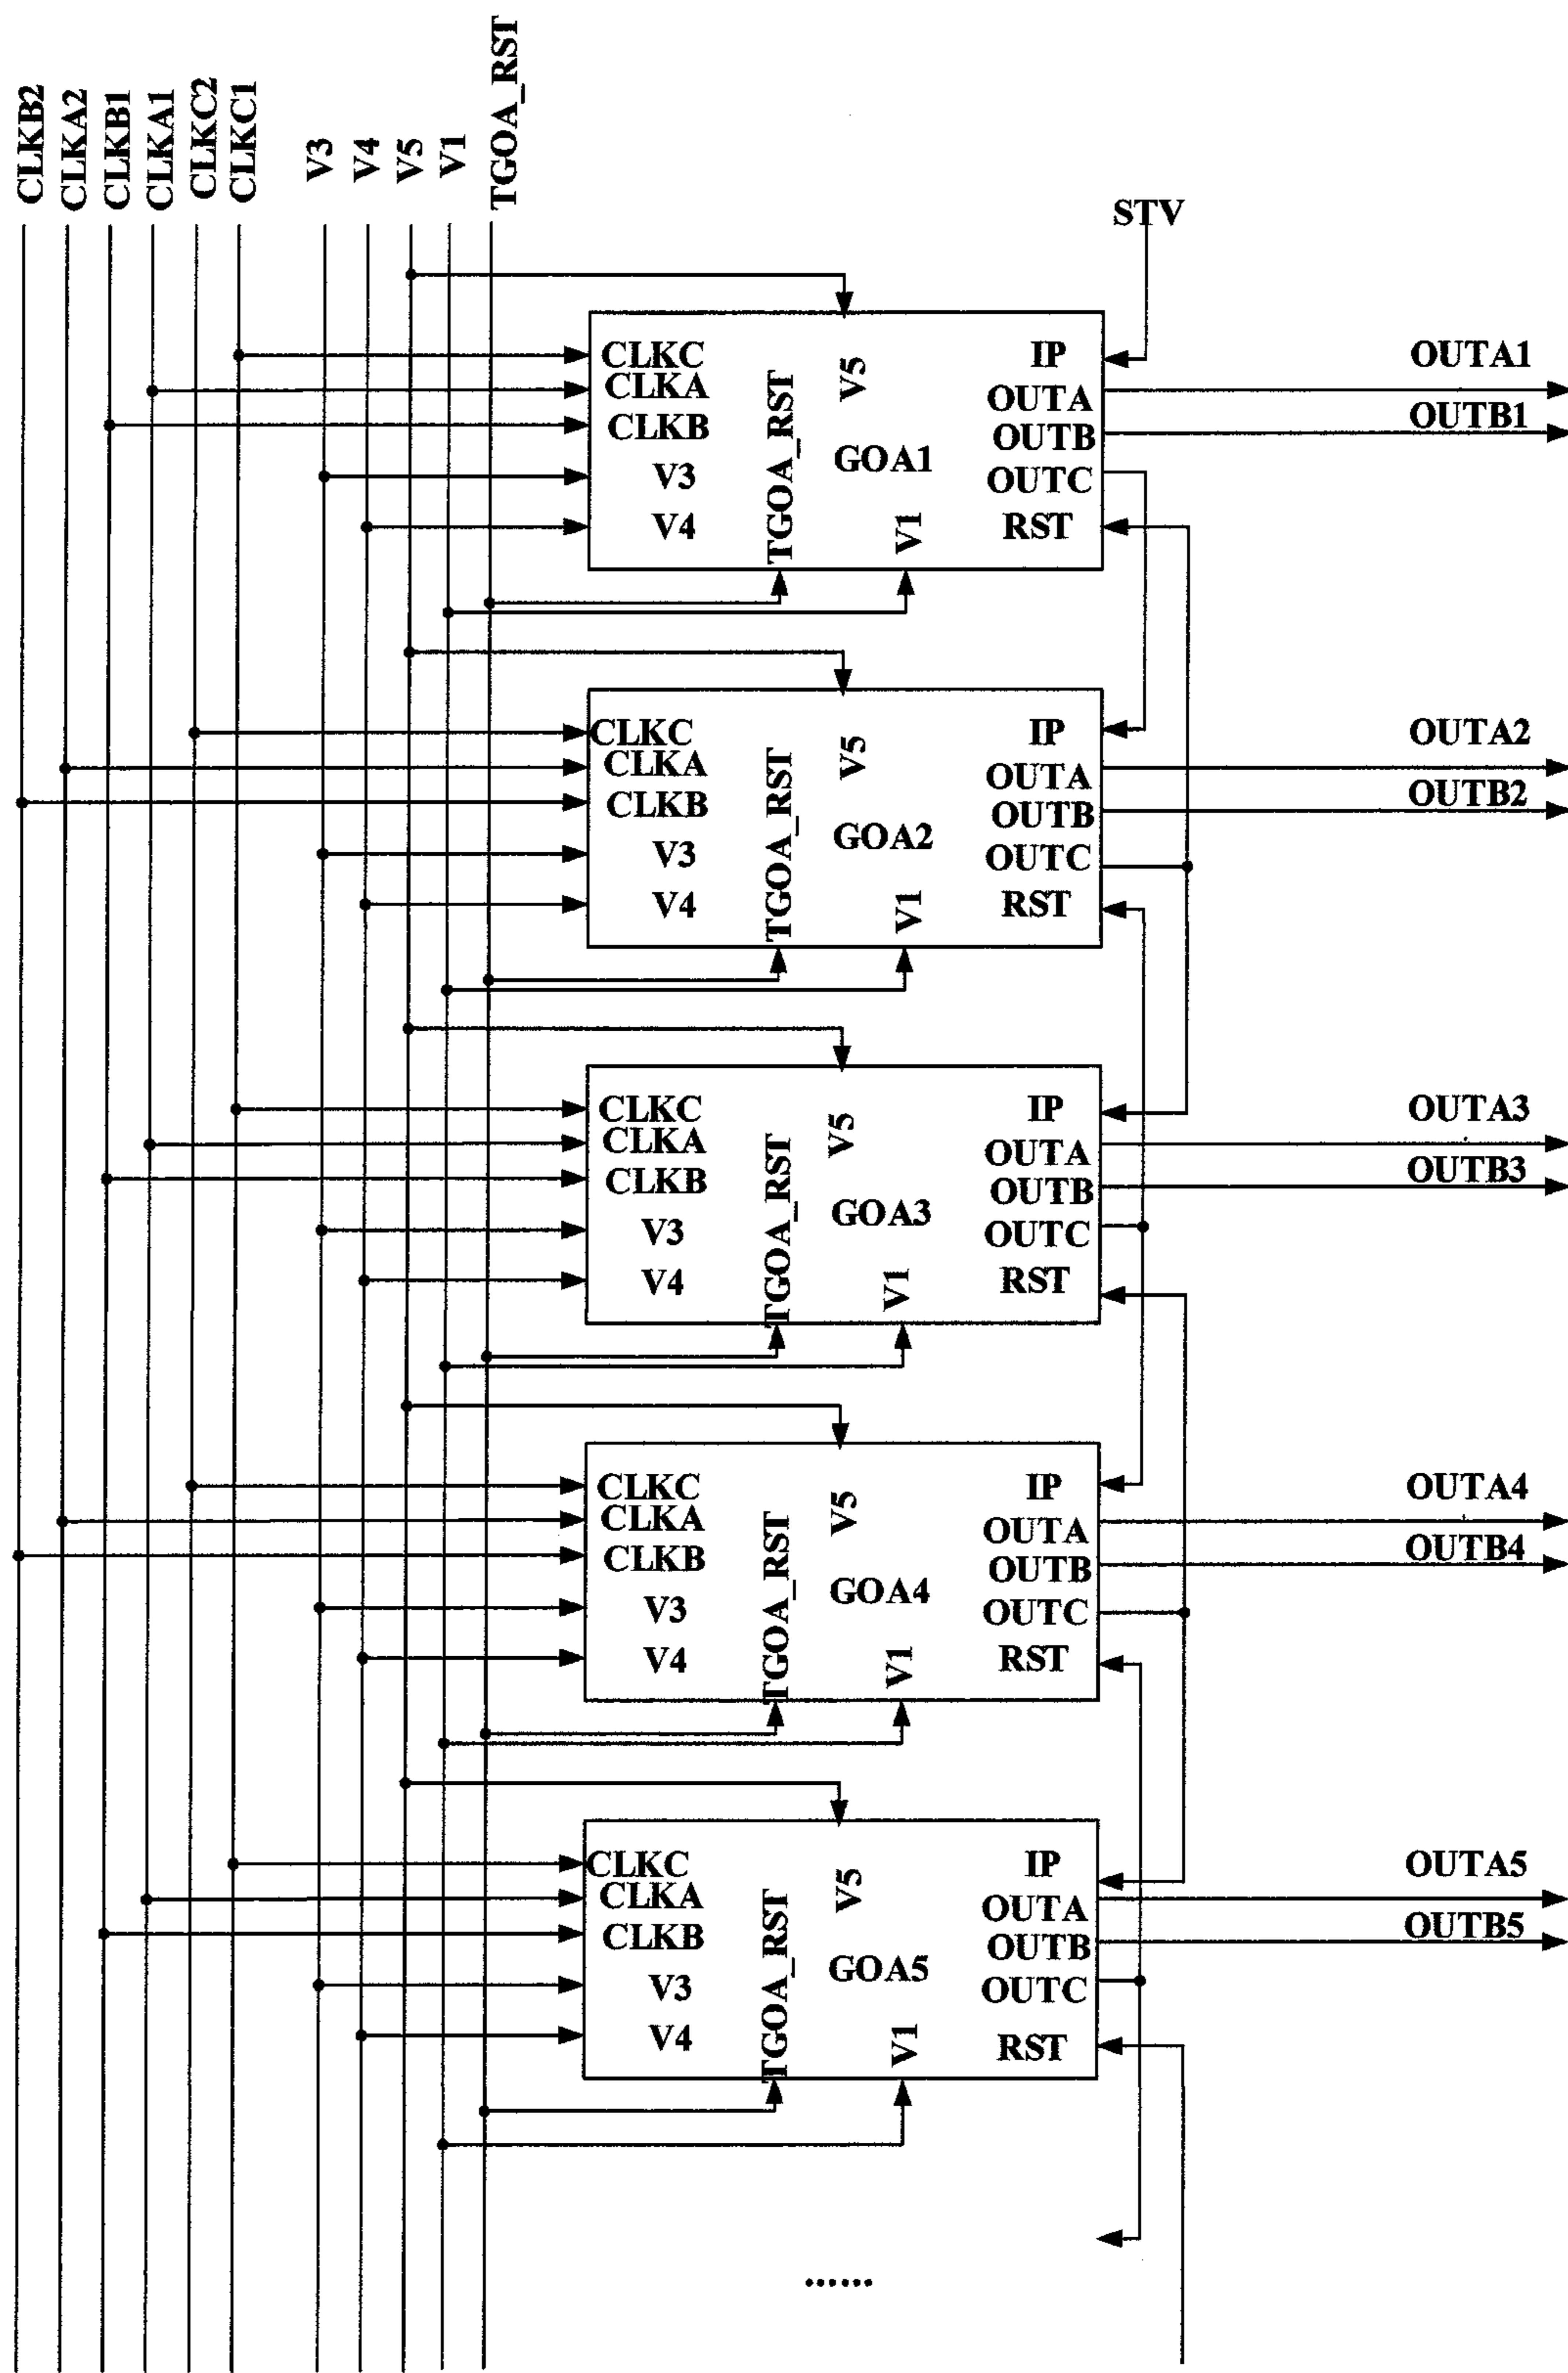 CLKB2
CLKA2
CLKB1
CLKA1
CLKC2
CLKC1
V3
V4
V5
V1
TGOA_RST
STV
CLKC
CLKA
CLKB
V3
V4
TGOA_RST
V5
GOA1
V1
IP
OUTA
OUTB
OUTC
RST
OUTA1
OUTB1
CLKC
CLKA
CLKB
V3
V4
TGOA_RST
V5
GOA2
V1
IP
OUTA
OUTB
OUTC
RST
OUTA2
OUTB2
CLKC
CLKA
CLKB
V3
V4
TGOA_RST
V5
GOA3
V1
IP
OUTA
OUTB
OUTC
RST
OUTA3
OUTB3
CLKC
CLKA
CLKB
V3
V4
TGOA_RST
V5
GOA4
V1
IP
OUTA
OUTB
OUTC
RST
OUTA4
OUTB4
CLKC
CLKA
CLKB
V3
V4
TGOA_RST
V5
GOA5
V1
IP
OUTA
OUTB
OUTC
RST
OUTA5
OUTB5
......